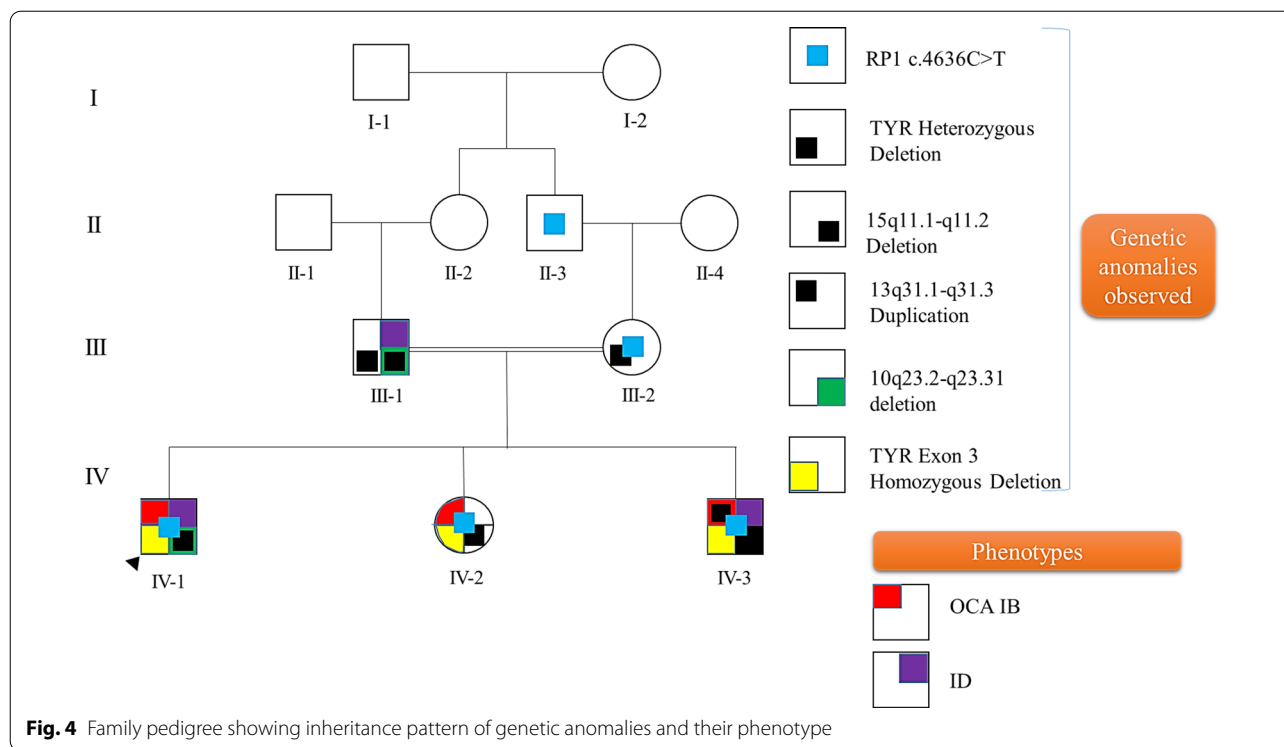 I
I-1
I-2
II
II-1
II-2
II-3
II-4
III
III-1
III-2
IV
IV-1
IV-2
IV-3
RP1 c.4636C>T
TYR Heterozygous
Deletion
15q11.1-q11.2
Deletion
13q31.1-q31.3
Duplication
10q23.2-q23.31
deletion
TYR Exon 3
Homozygous Deletion
Genetic
anomalies
observed
Phenotypes
OCA IB
ID
Fig. 4 Family pedigree showing inheritance pattern of genetic anomalies and their phenotype